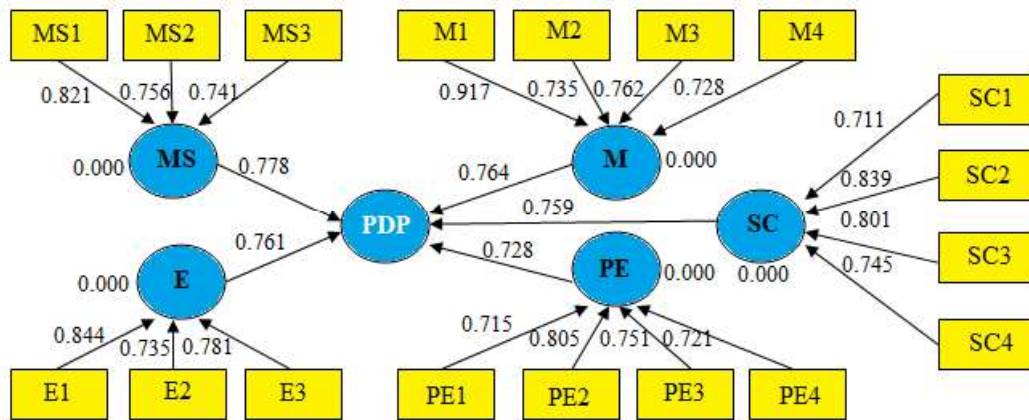 MS1 MS2 MS3 M1 M2 M3 M4
0.821 0.756 0.741 0.917 0.735 0.762 0.728
SC1
0.711
0.000 MS 0.778 M 0.000
0.764
0.839 SC2
0.759
0.801
PDP SC
0.761 0.728 0.745 SC3
0.000 E PE 0.000 0.000
0.844 0.735 0.781 0.715 0.805 0.751 0.721
SC4
E1 E2 E3 PE1 PE2 PE3 PE4